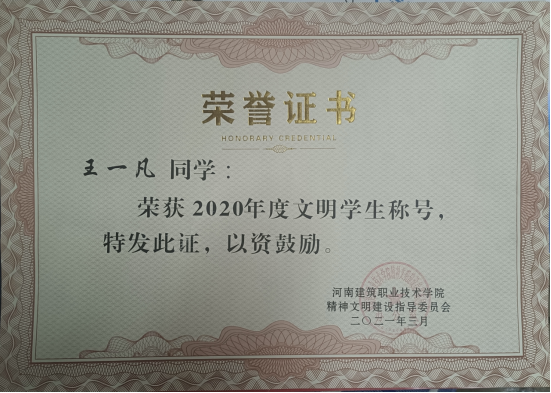 荣誉证书
HONORARY CREDENTIAL
王一凡 同学：
荣获 2020年度文明学生称号，
特发此证，以资鼓励。
河南建筑职业技术学院
精神文明建设指导委员会
二〇二一年三月